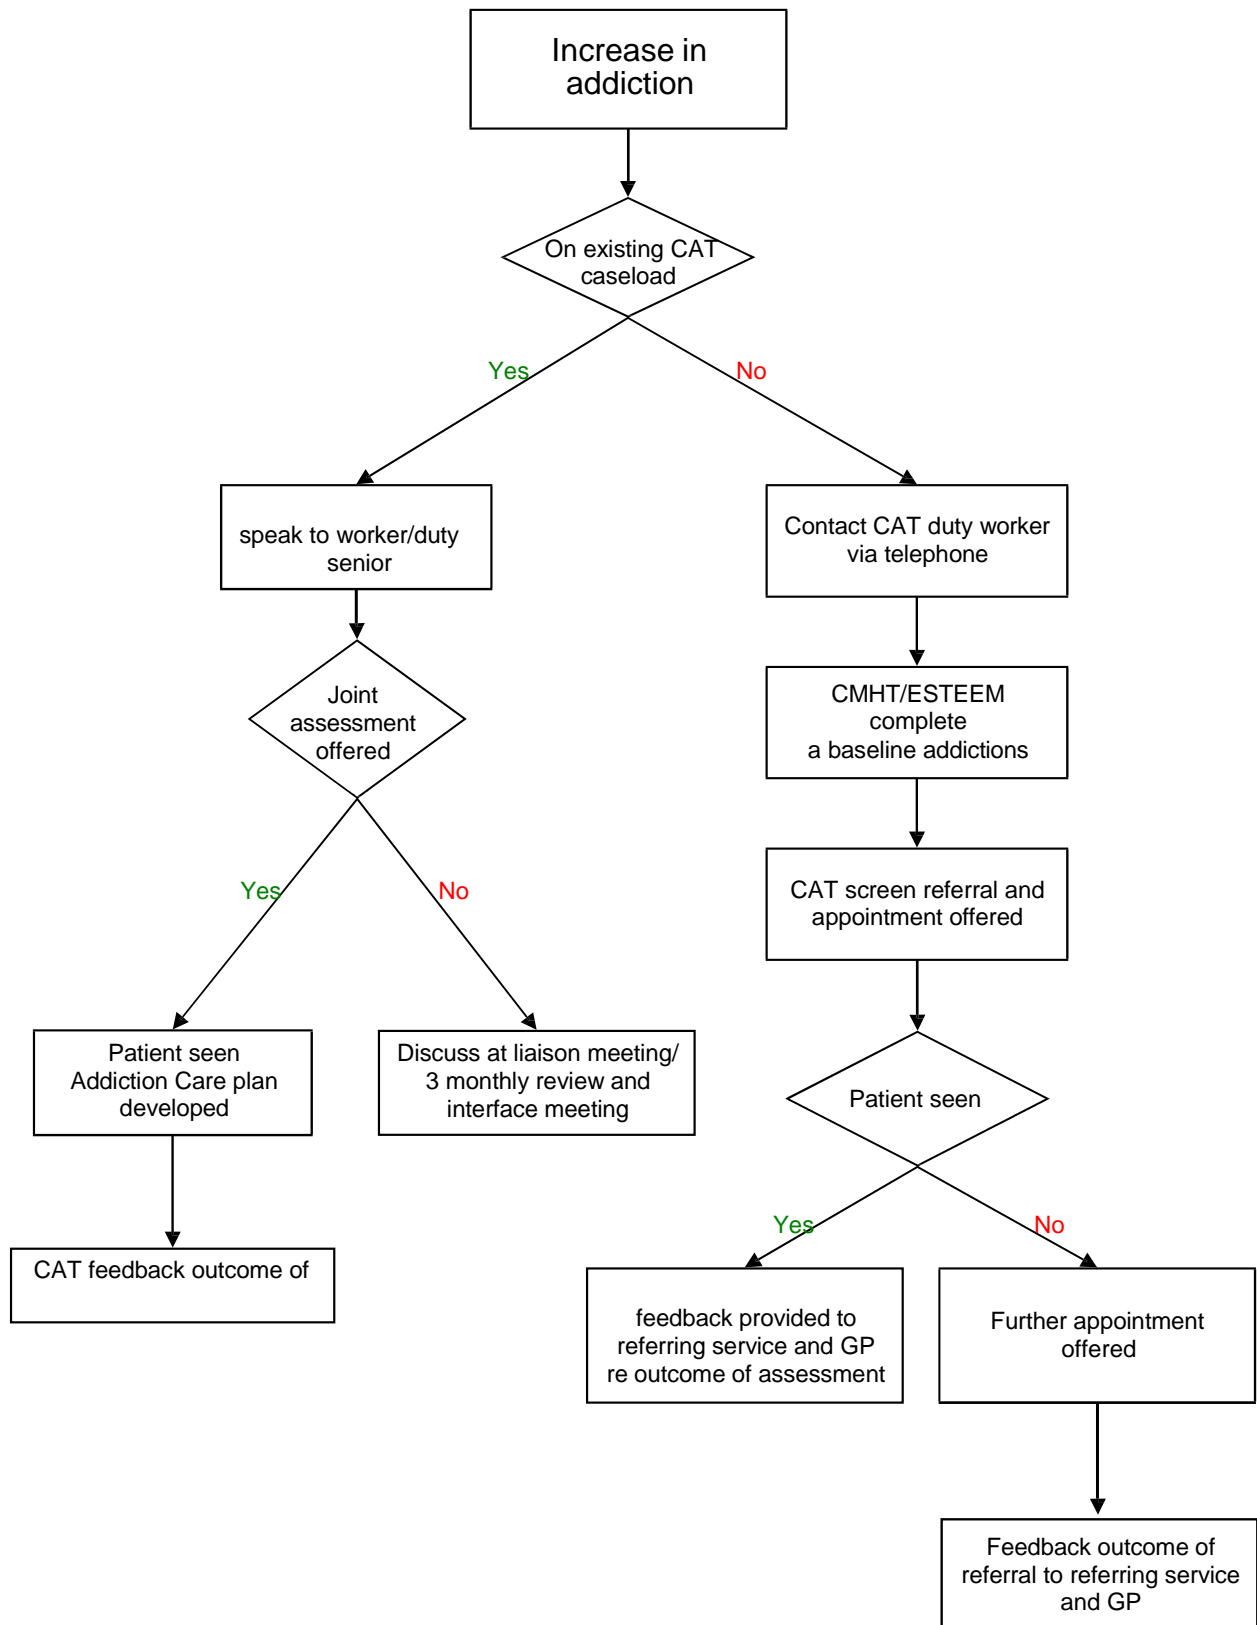 Increase in
addiction
On existing CAT
caseload
Yes
No
speak to worker/duty
senior
Contact CAT duty worker
via telephone
Joint
assessment
offered
CMHT/ESTEEM
complete
a baseline addictions
Yes
No
CAT screen referral and
appointment offered
Patient seen
Addiction Care plan
developed
Discuss at liaison meeting/
3 monthly review and
interface meeting
Patient seen
Yes
No
CAT feedback outcome of
feedback provided to
referring service and GP
re outcome of assessment
Further appointment
offered
Feedback outcome of
referral to referring service
and GP